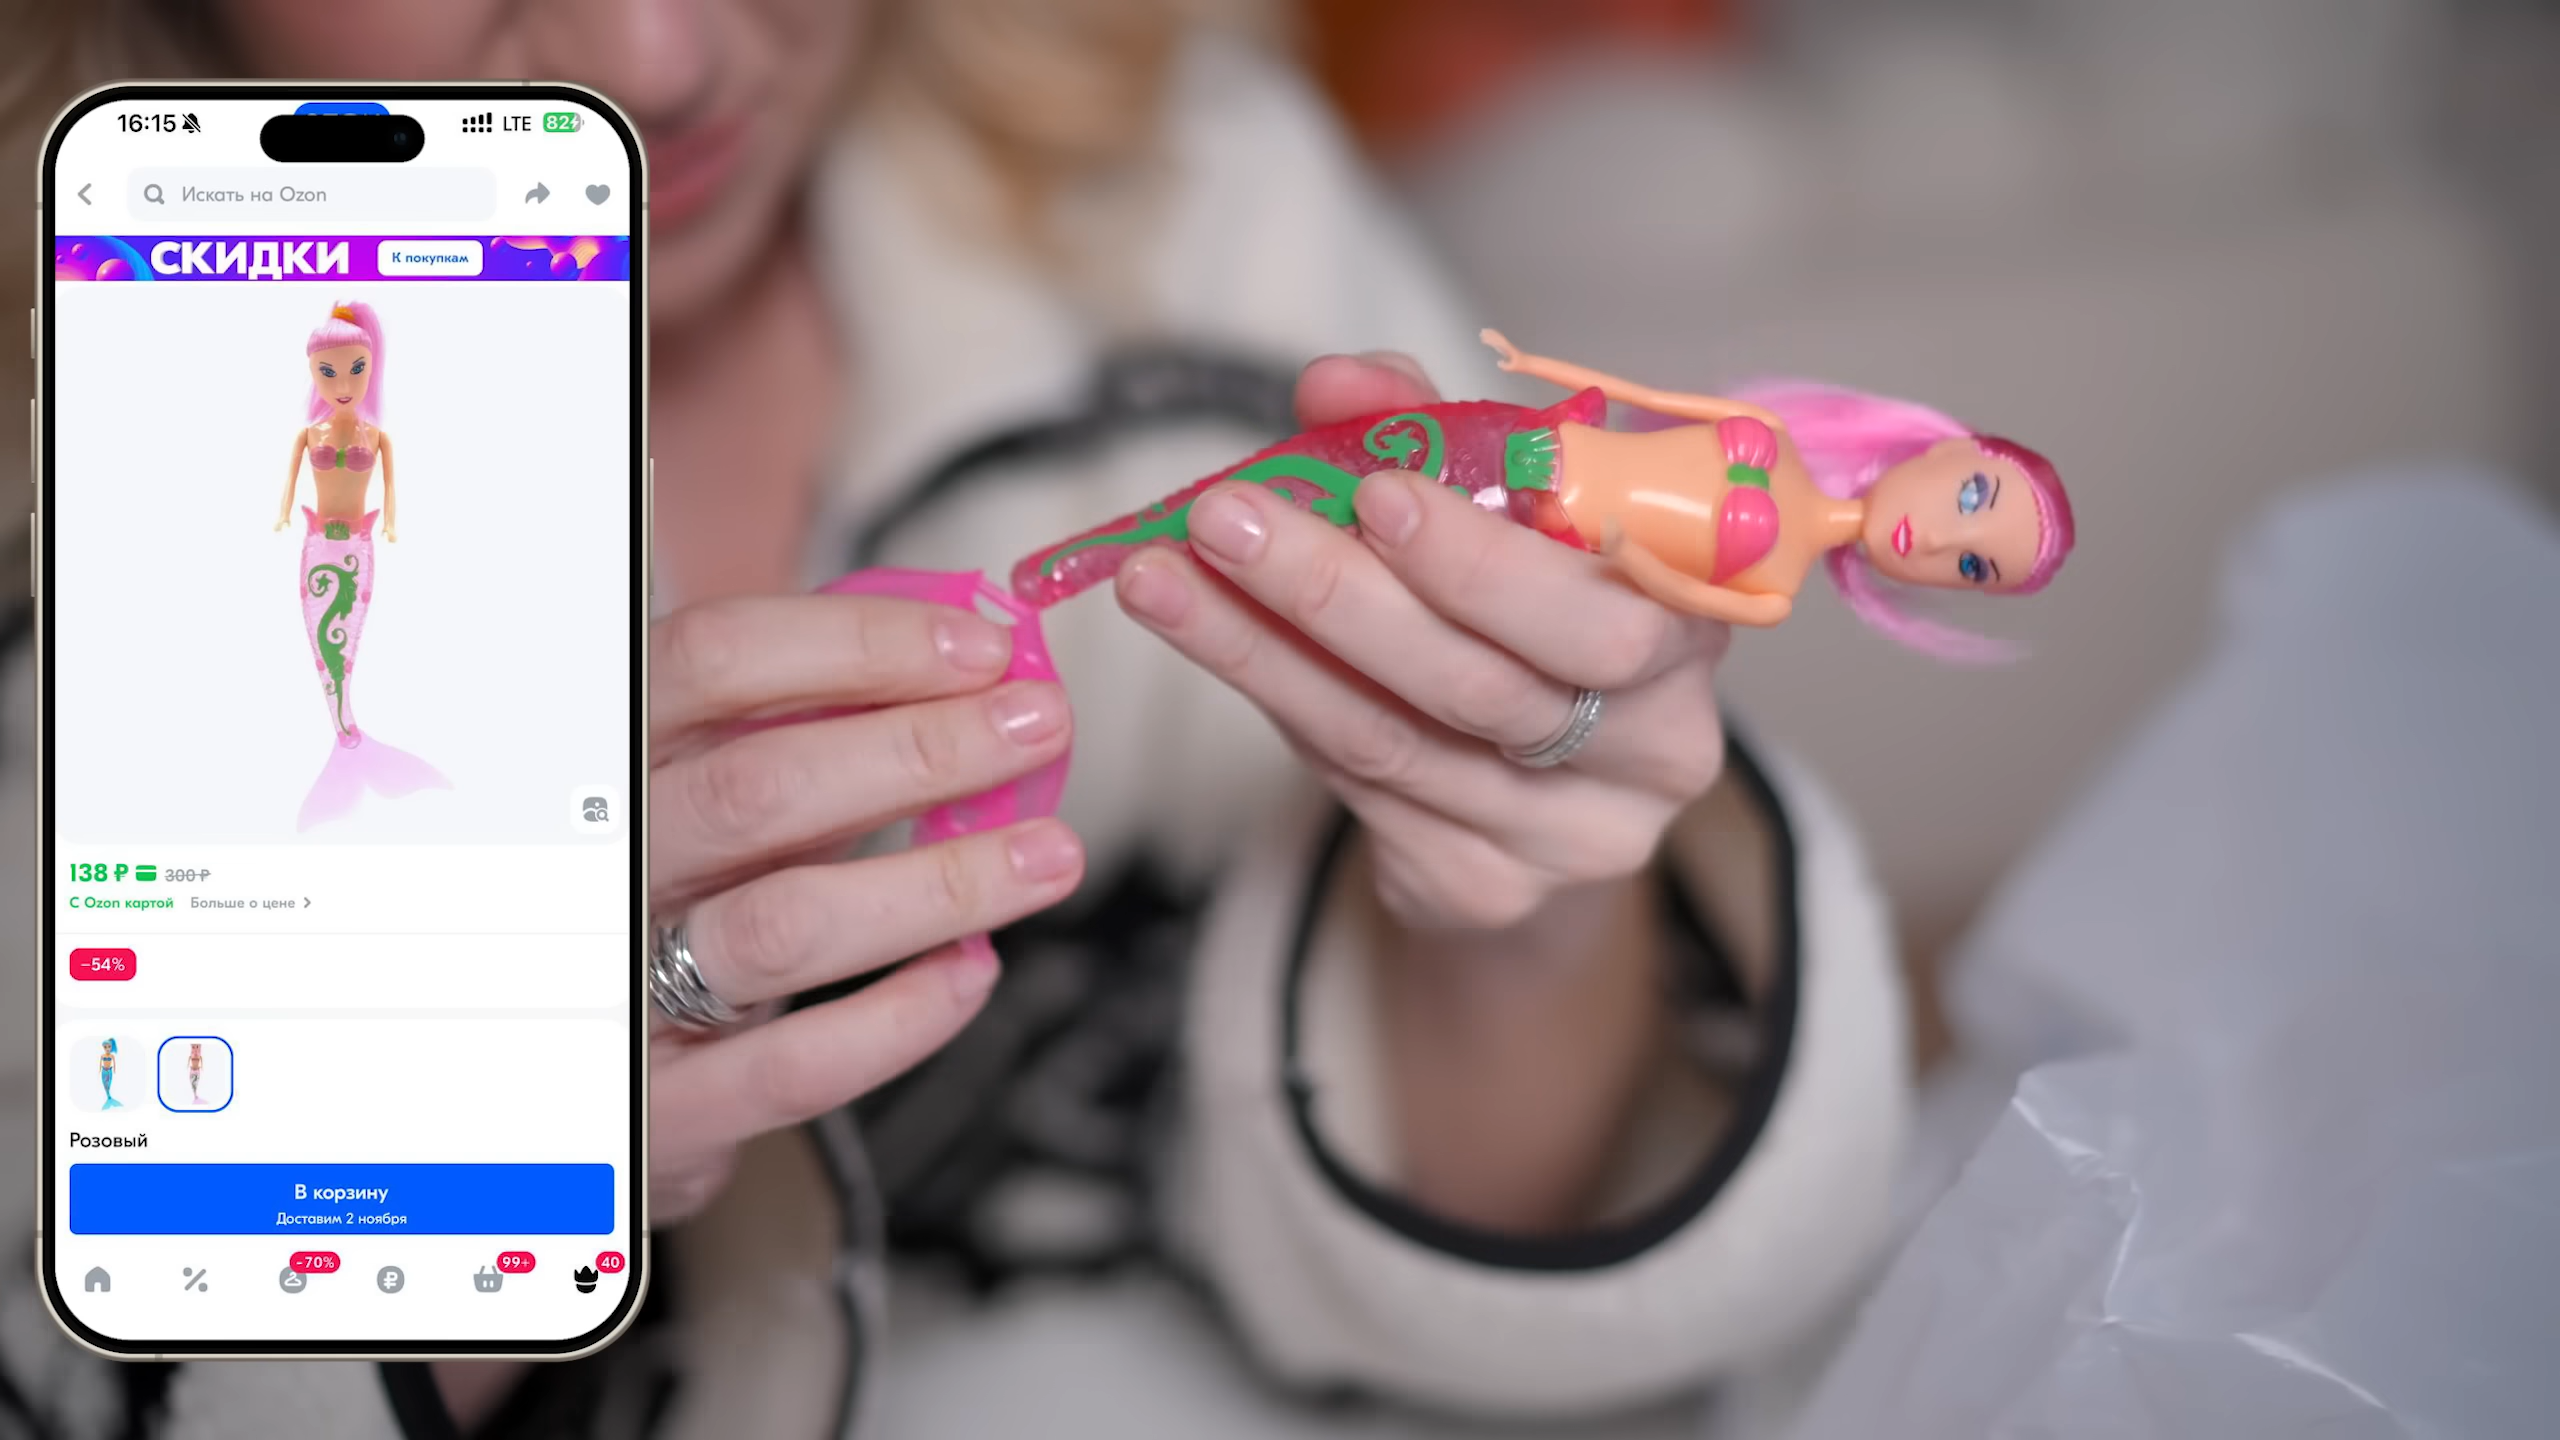 16:15
LTE
82
Искать на Ozon
СКИДКИ
К покупкам
138 ₽ 300 ₽
С Ozon картой Больше о цене
-54%
Розовый
В корзину
Доставим 2 ноября
-70%
99+
40